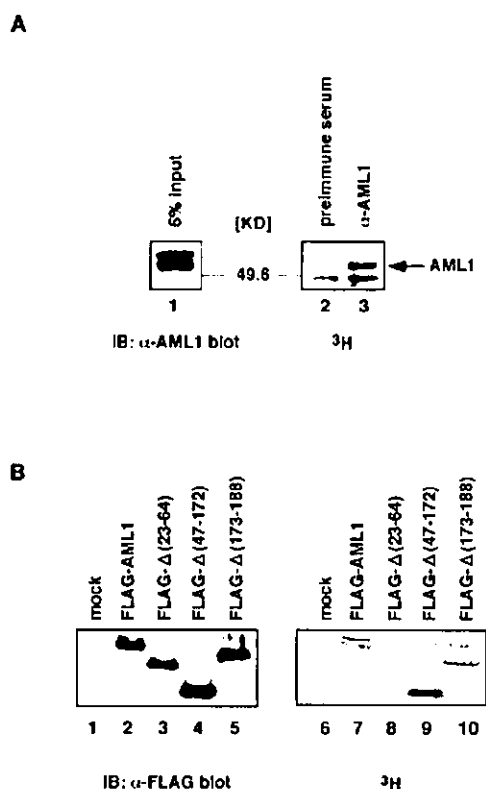 A
6% input
[KD]
preimmune serum
α-AML1
49.6
AML1
1
2
3
IB: α-AML1 blot
3H
B
mock
FLAG-AML1
FLAG-Δ(23-64)
FLAG-Δ(47-172)
FLAG-Δ(173-188)
mock
FLAG-AML1
FLAG-Δ(23-64)
FLAG-Δ(47-172)
FLAG-Δ(173-188)
1 2 3 4 5
6 7 8 9 10
IB: α-FLAG blot
3H